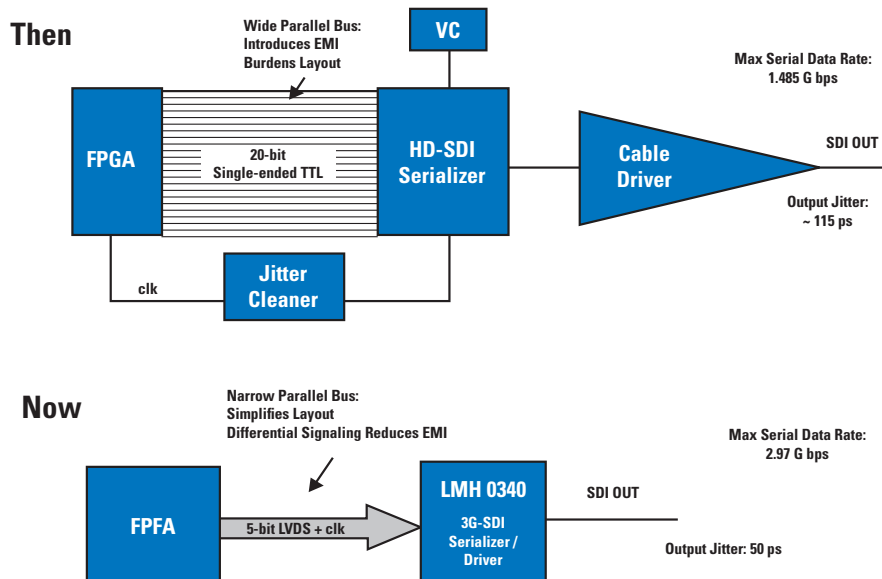 Then
Wide Parallel Bus:
Introduces EMI
Burdens Layout
VC
Max Serial Data Rate:
1.485 G bps
FPGA
20-bit
Single-ended TTL
HD-SDI
Serializer
Cable
Driver
SDI OUT
Output Jitter:
~ 115 ps
clk
Jitter
Cleaner
Now
Narrow Parallel Bus:
Simplifies Layout
Differential Signaling Reduces EMI
Max Serial Data Rate:
2.97 G bps
FPFA
5-bit LVDS + clk
LMH 0340
3G-SDI
Serializer /
Driver
SDI OUT
Output Jitter: 50 ps